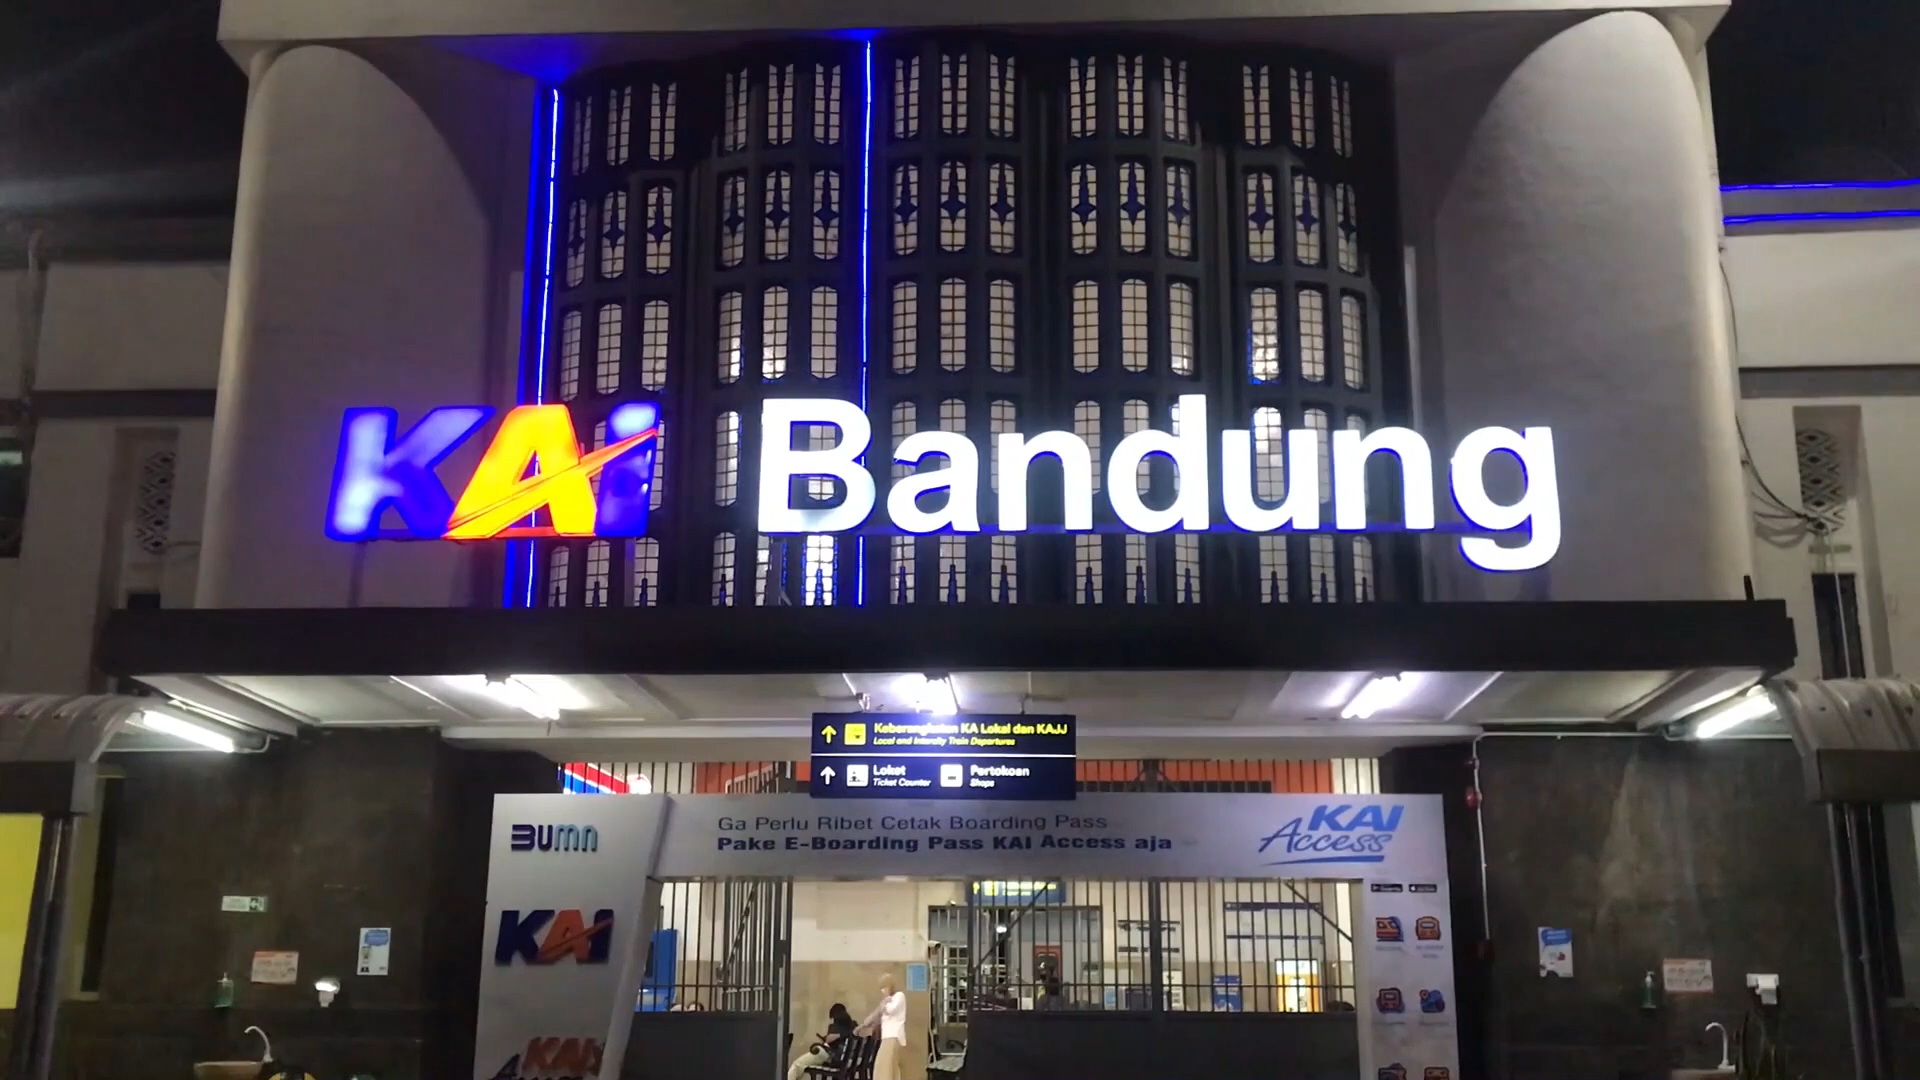 KAI Bandung
Keberangkatan KA Lokal dan KAJJ
Local and Intercity Train Departures
Loket
Ticket Counter
Pertokoan
Shops
BUMN
Ga Perlu Ribet Cetak Boarding Pass
Pake E-Boarding Pass KAI Access aja
KAI
Access
KAI
KAI